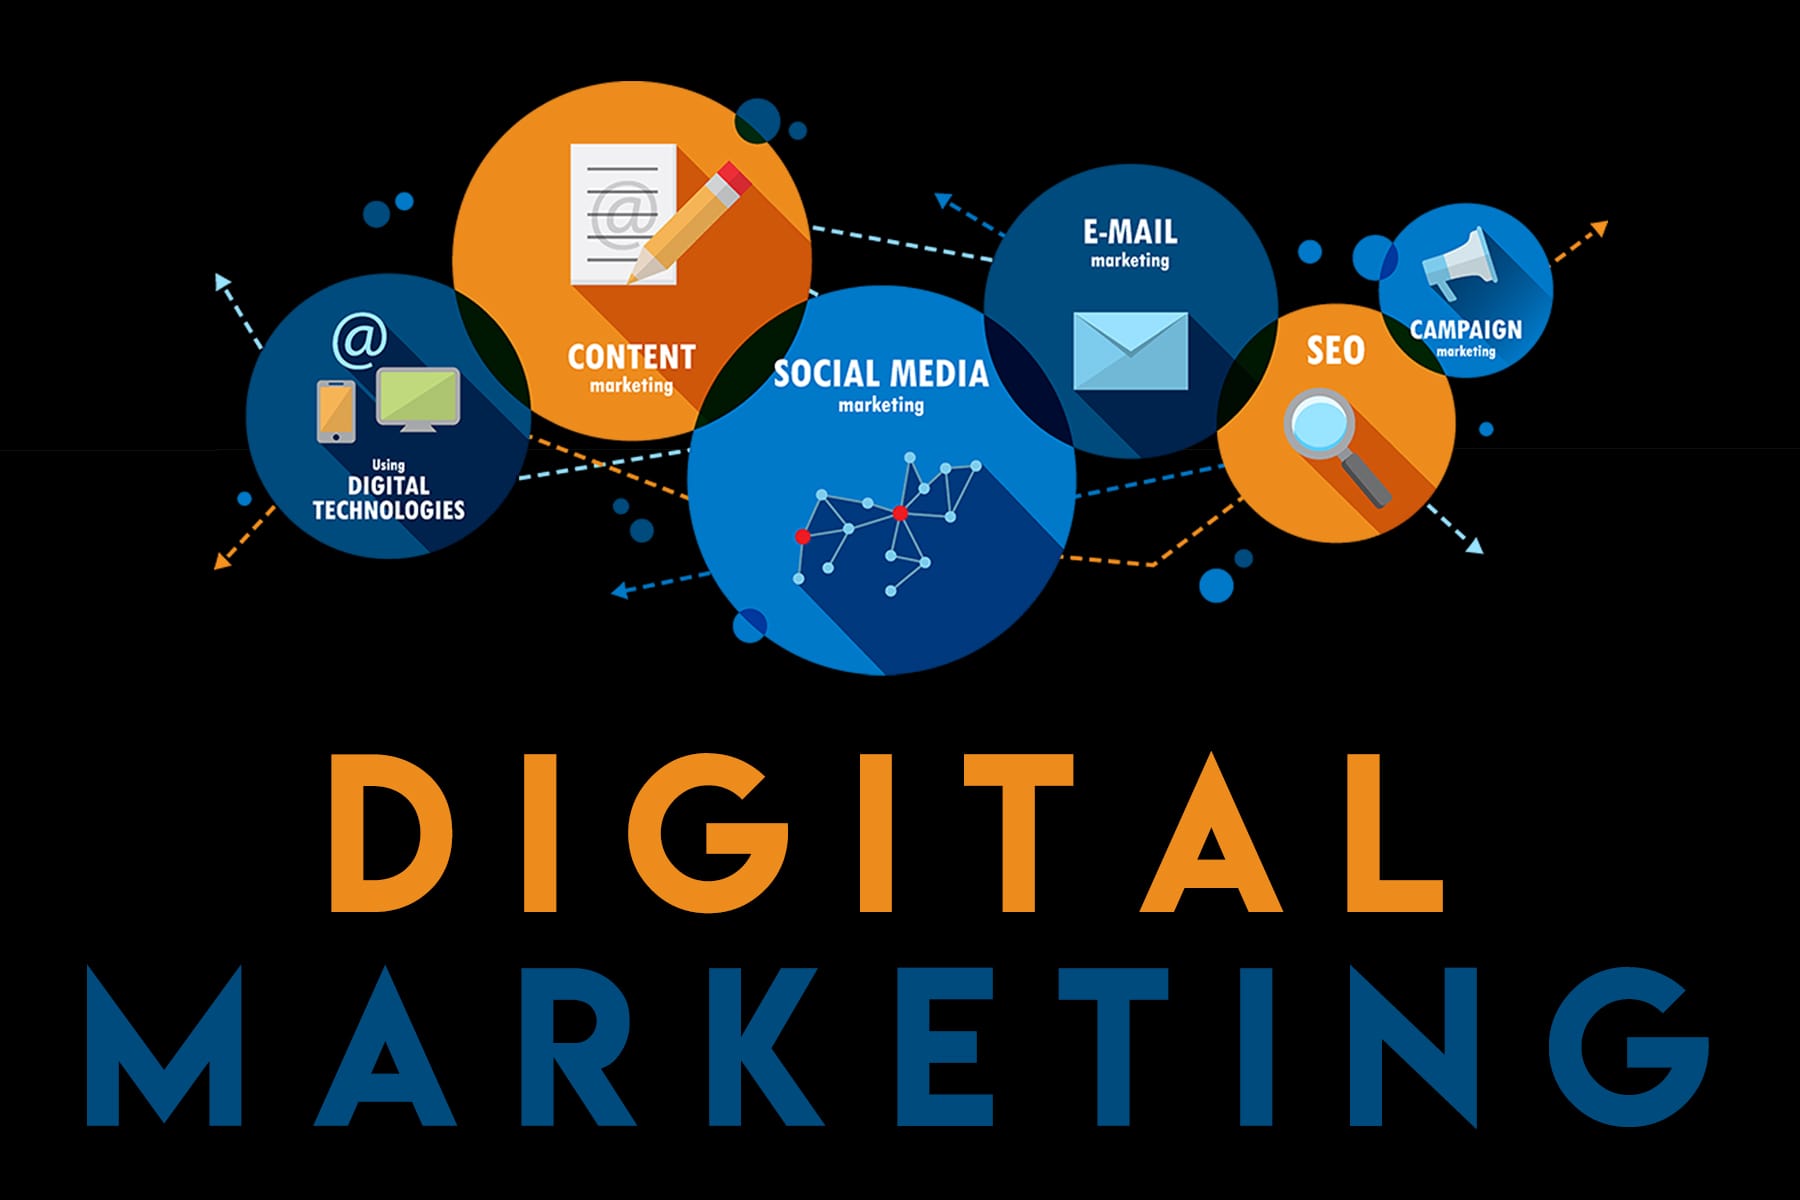 @
Using
DIGITAL
TECHNOLOGIES
@
CONTENT
marketing
SOCIAL MEDIA
marketing
E-MAIL
marketing
SEO
CAMPAIGN
marketing
DIGITAL
MARKETING